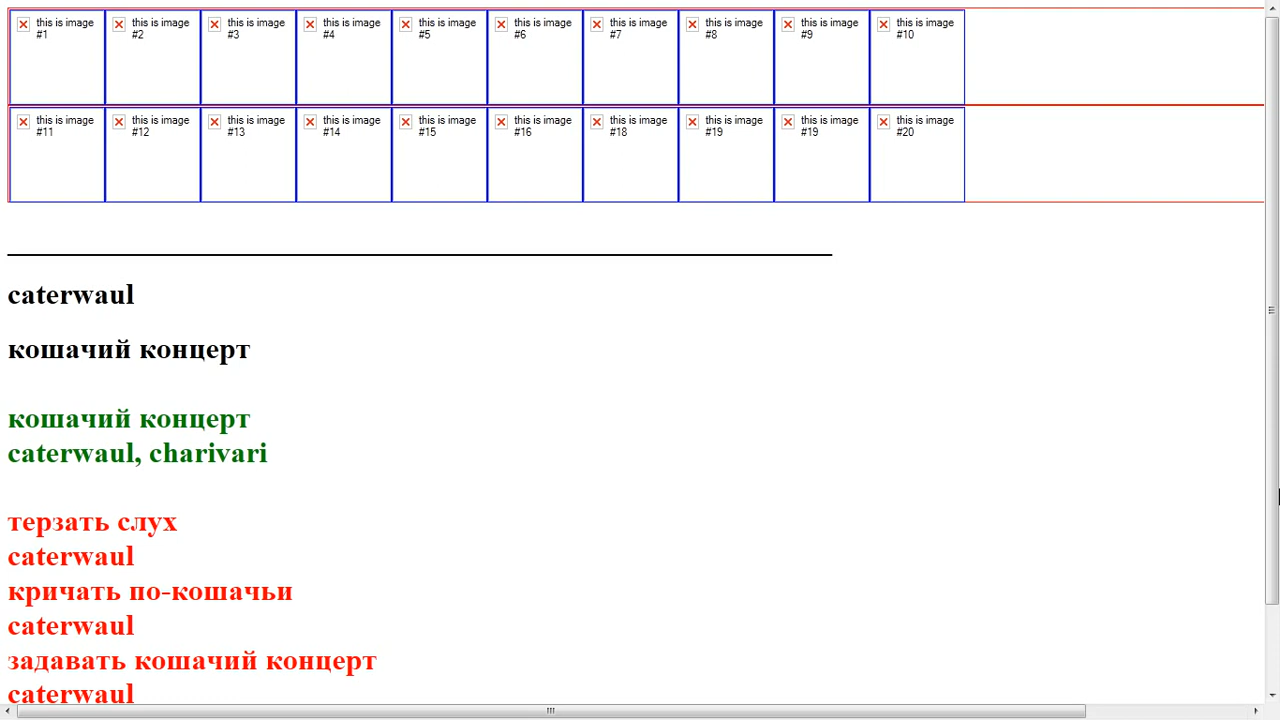 this is image #1 this is image #2 this is image #3 this is image #4 this is image #5 this is image #6 this is image #7 this is image #8 this is image #9 this is image #10
this is image #11 this is image #12 this is image #13 this is image #14 this is image #15 this is image #16 this is image #18 this is image #19 this is image #19 this is image #20
caterwaul
кошачий концерт
кошачий концерт
caterwaul, charivari
терзать слух
caterwaul
кричать по-кошачьи
caterwaul
задавать кошачий концерт
caterwaul